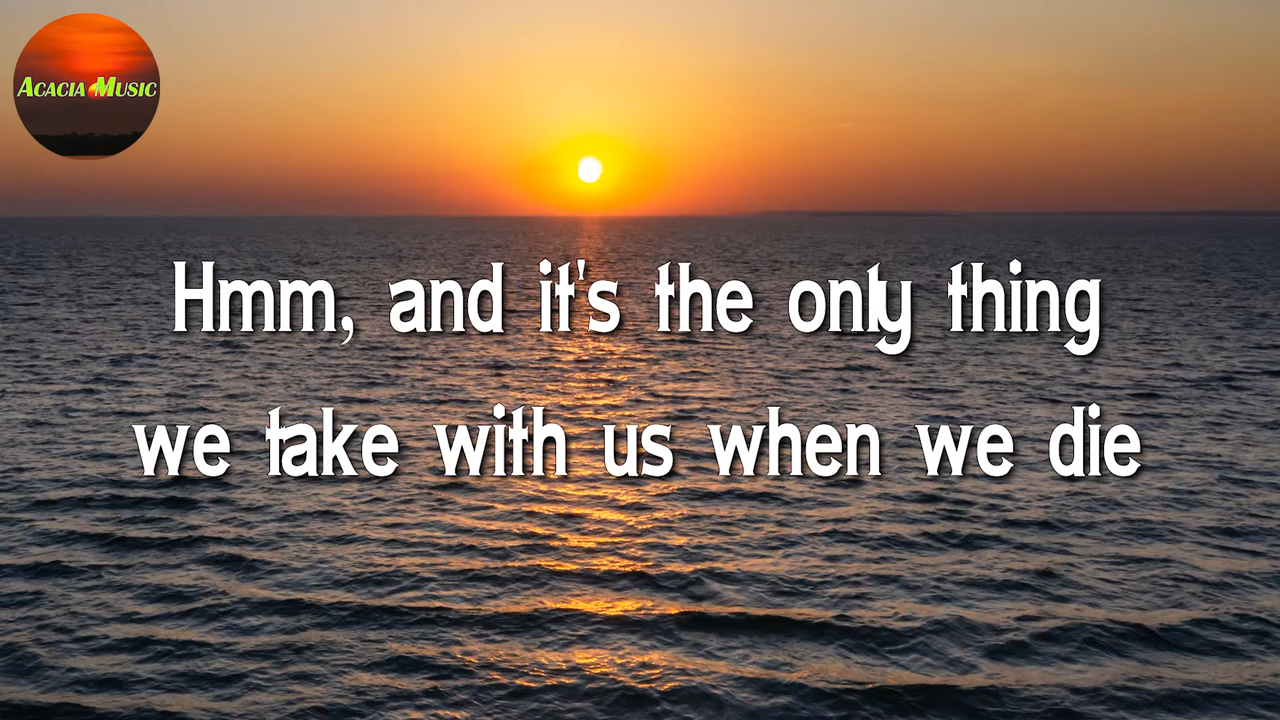 Acacia Music
Hmm, and it's the only thing
we take with us when we die